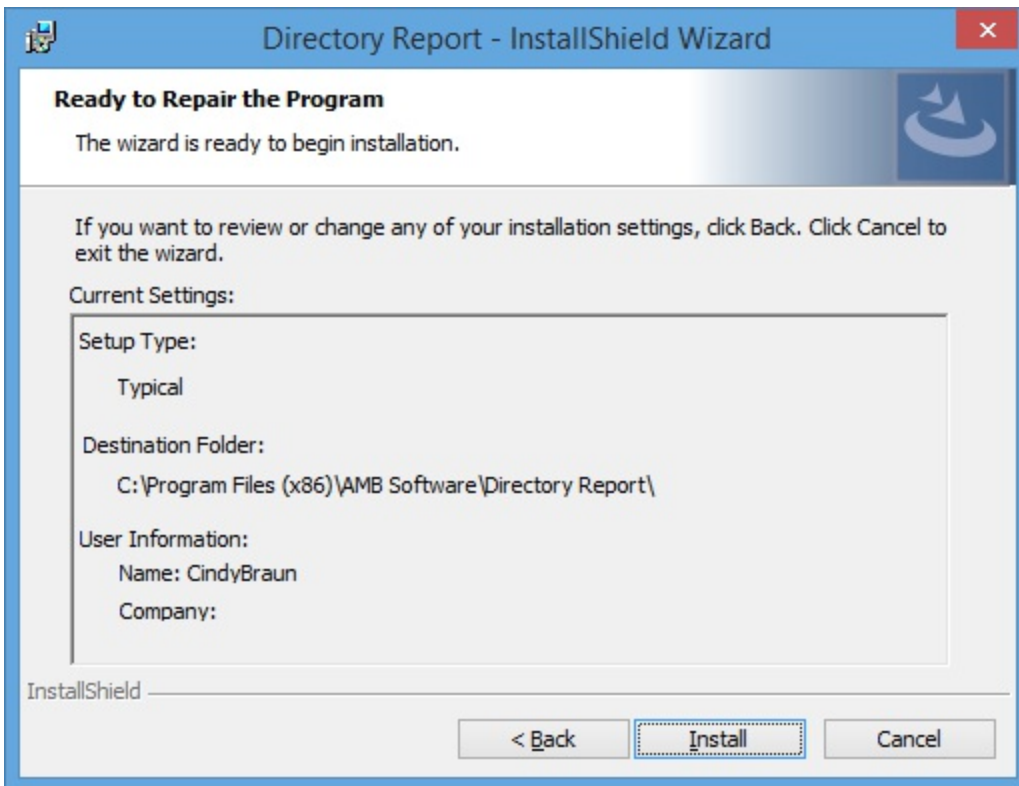 Directory Report - InstallShield Wizard
Ready to Repair the Program
The wizard is ready to begin installation.
If you want to review or change any of your installation settings, click Back. Click Cancel to
exit the wizard.
Current Settings:
Setup Type:
Typical
Destination Folder:
C:\Program Files (x86)\AMB Software\Directory Report\
User Information:
Name: CindyBraun
Company:
InstallShield
< Back
Install
Cancel